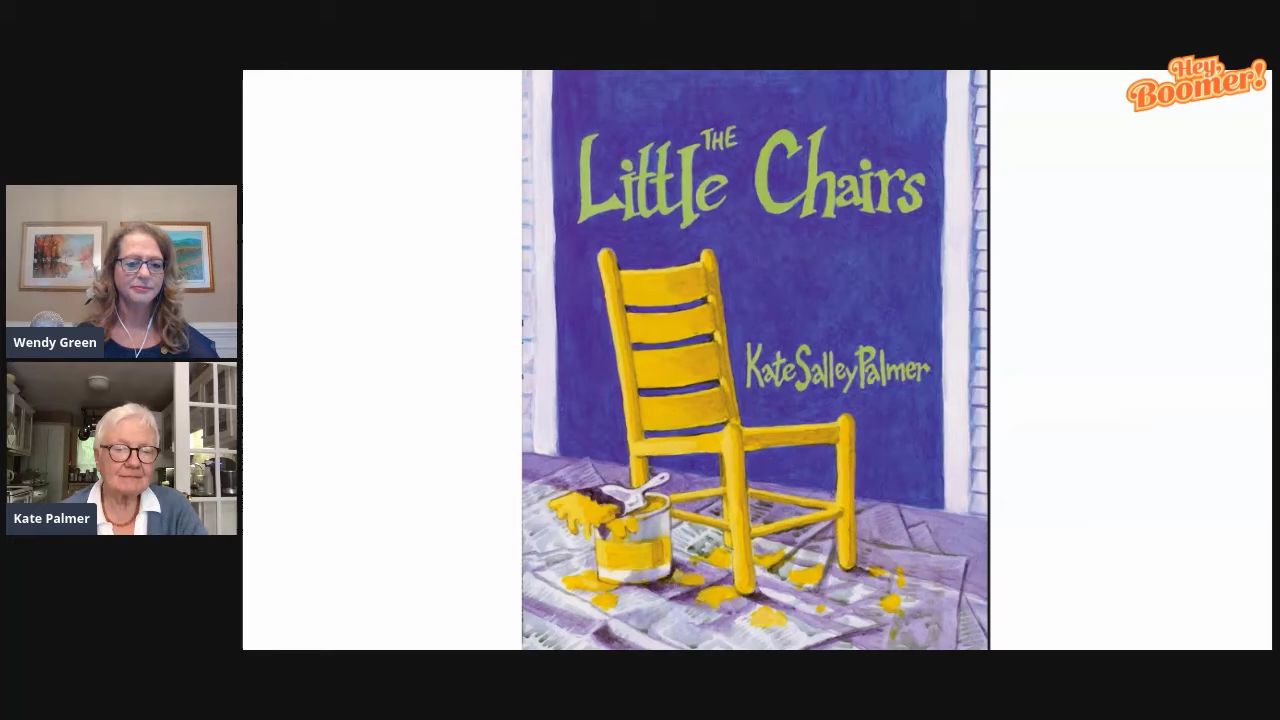 Hey,
Boomer!
THE
Little Chairs
Kate Salley Palmer
Wendy Green
Kate Palmer